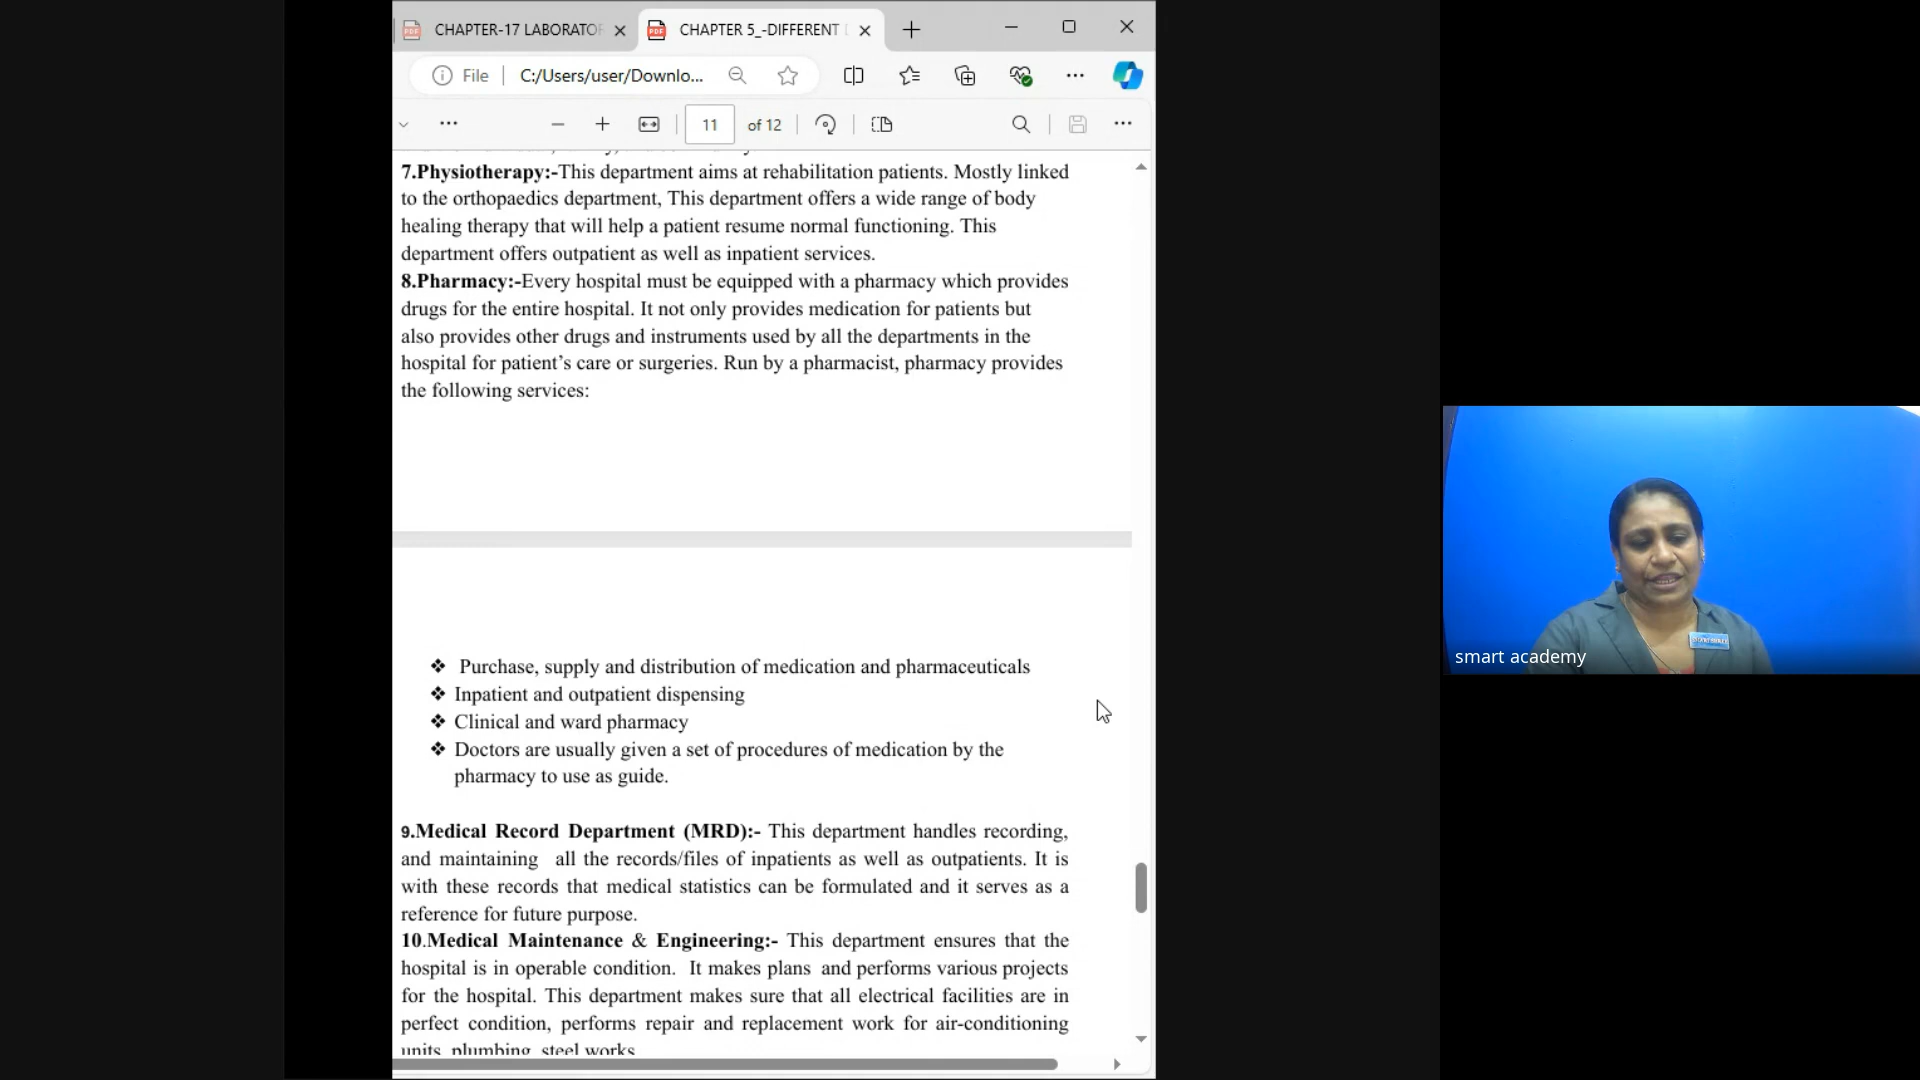 CHAPTER-17 LABORATOR
CHAPTER 5_-DIFFERENT
File
C:/Users/user/Downlo...
11
of 12
7.Physiotherapy:-This department aims at rehabilitation patients. Mostly linked
to the orthopaedics department, This department offers a wide range of body
healing therapy that will help a patient resume normal functioning. This
department offers outpatient as well as inpatient services.
8.Pharmacy:-Every hospital must be equipped with a pharmacy which provides
drugs for the entire hospital. It not only provides medication for patients but
also provides other drugs and instruments used by all the departments in the
hospital for patient’s care or surgeries. Run by a pharmacist, pharmacy provides
the following services:
❖ Purchase, supply and distribution of medication and pharmaceuticals
❖ Inpatient and outpatient dispensing
❖ Clinical and ward pharmacy
❖ Doctors are usually given a set of procedures of medication by the
pharmacy to use as guide.
9.Medical Record Department (MRD):- This department handles recording,
and maintaining all the records/files of inpatients as well as outpatients. It is
with these records that medical statistics can be formulated and it serves as a
reference for future purpose.
10.Medical Maintenance & Engineering:- This department ensures that the
hospital is in operable condition. It makes plans and performs various projects
for the hospital. This department makes sure that all electrical facilities are in
perfect condition, performs repair and replacement work for air-conditioning
units, plumbing, steel works
smart academy